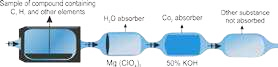 Sample of compound containing
C, H, and other elements
H₂O absorber
Co₂ absorber
Other substance
not absorbed
Mg (ClO₄)₂
50% KOH